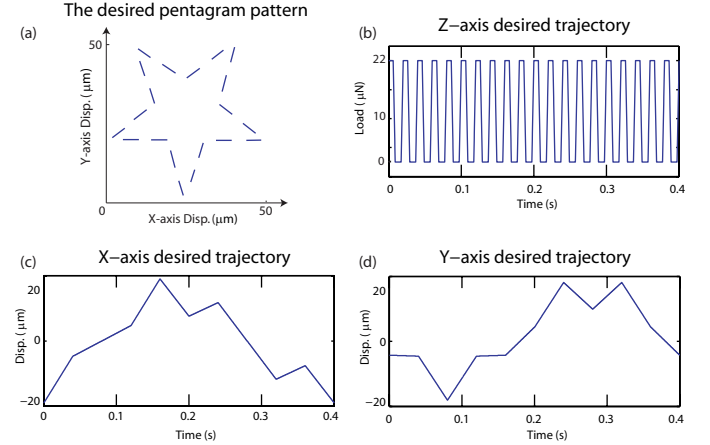 The desired pentagram pattern
(a)
50
Y-axis Disp. (μm)
0
50
X-axis Disp. (μm)
Z−axis desired trajectory
(b)
22
10
0
Load (μN)
0 0.1 0.2 0.3 0.4
Time (s)
X−axis desired trajectory
(c)
20
0
−20
Disp. (μm)
0 0.1 0.2 0.3 0.4
Time (s)
Y−axis desired trajectory
(d)
20
0
−20
Disp. (μm)
0 0.1 0.2 0.3 0.4
Time (s)